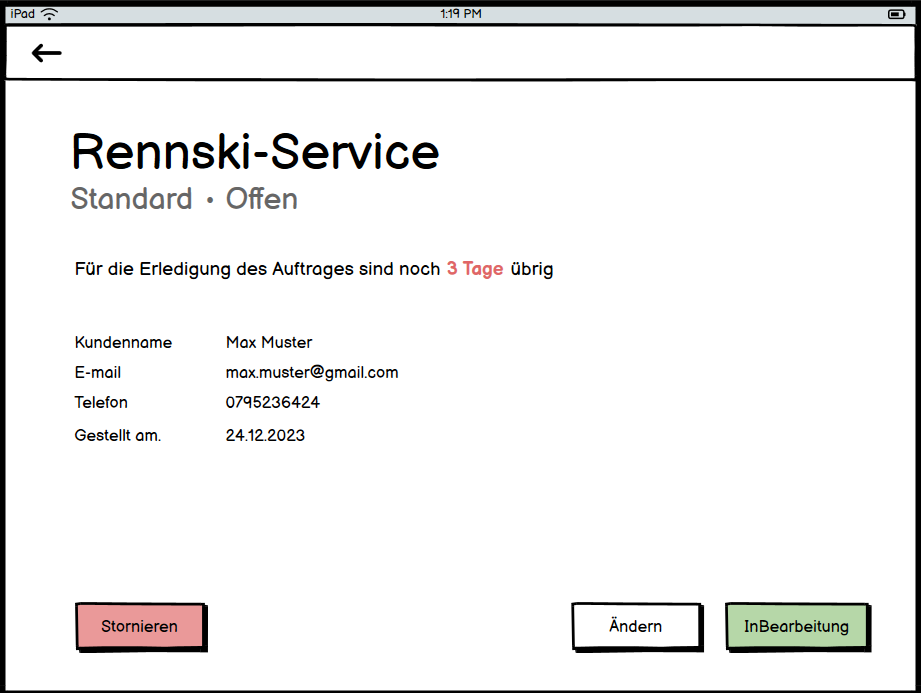 iPad 1:19 PM
Rennski-Service
Standard • Offen
Für die Erledigung des Auftrages sind noch 3 Tage übrig
Kundenname Max Muster
E-mail max.muster@gmail.com
Telefon 0795236424
Gestellt am. 24.12.2023
Stornieren Ändern InBearbeitung